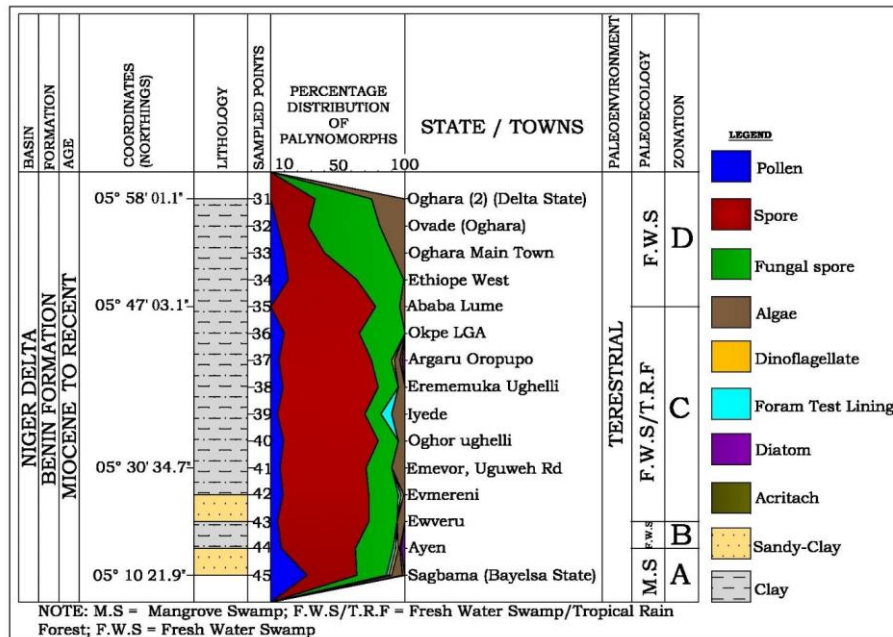 BASIN
FORMATION
AGE
COORDINATES
(NORTHINGS)
LITHOLOGY
SAMPLED POINTS
PERCENTAGE
DISTRIBUTION
OF
PALYNOMORPHS
10 50 100
STATE / TOWNS
PALEOENVIRONMENT
PALEOECOLOGY
ZONATION
NIGER DELTA
BENIN FORMATION
MIOCENE TO RECENT
05° 58' 01.1"
05° 47' 03.1"
05° 30' 34.7"
05° 10 21.9"
31 Oghara (2) (Delta State)
32 Ovade (Oghara)
33 Oghara Main Town
34 Ethiope West
35 Ababa Lume
36 Okpe LGA
37 Argaru Oropupo
38 Erememuka Ughelli
39 Iyede
40 Oghor ughelli
41 Emevor, Uguweh Rd
42 Evmereni
43 Ewveru
44 Ayen
45 Sagbama (Bayelsa State)
TERESTRIAL
F.W.S
F.W.S/T.R.F
F.W.S
M.S
D
C
B
A
LEGEND
Pollen
Spore
Fungal spore
Algae
Dinoflagellate
Foram Test Lining
Diatom
Acritach
Sandy-Clay
Clay
NOTE: M.S = Mangrove Swamp; F.W.S/T.R.F = Fresh Water Swamp/Tropical Rain
Forest; F.W.S = Fresh Water Swamp